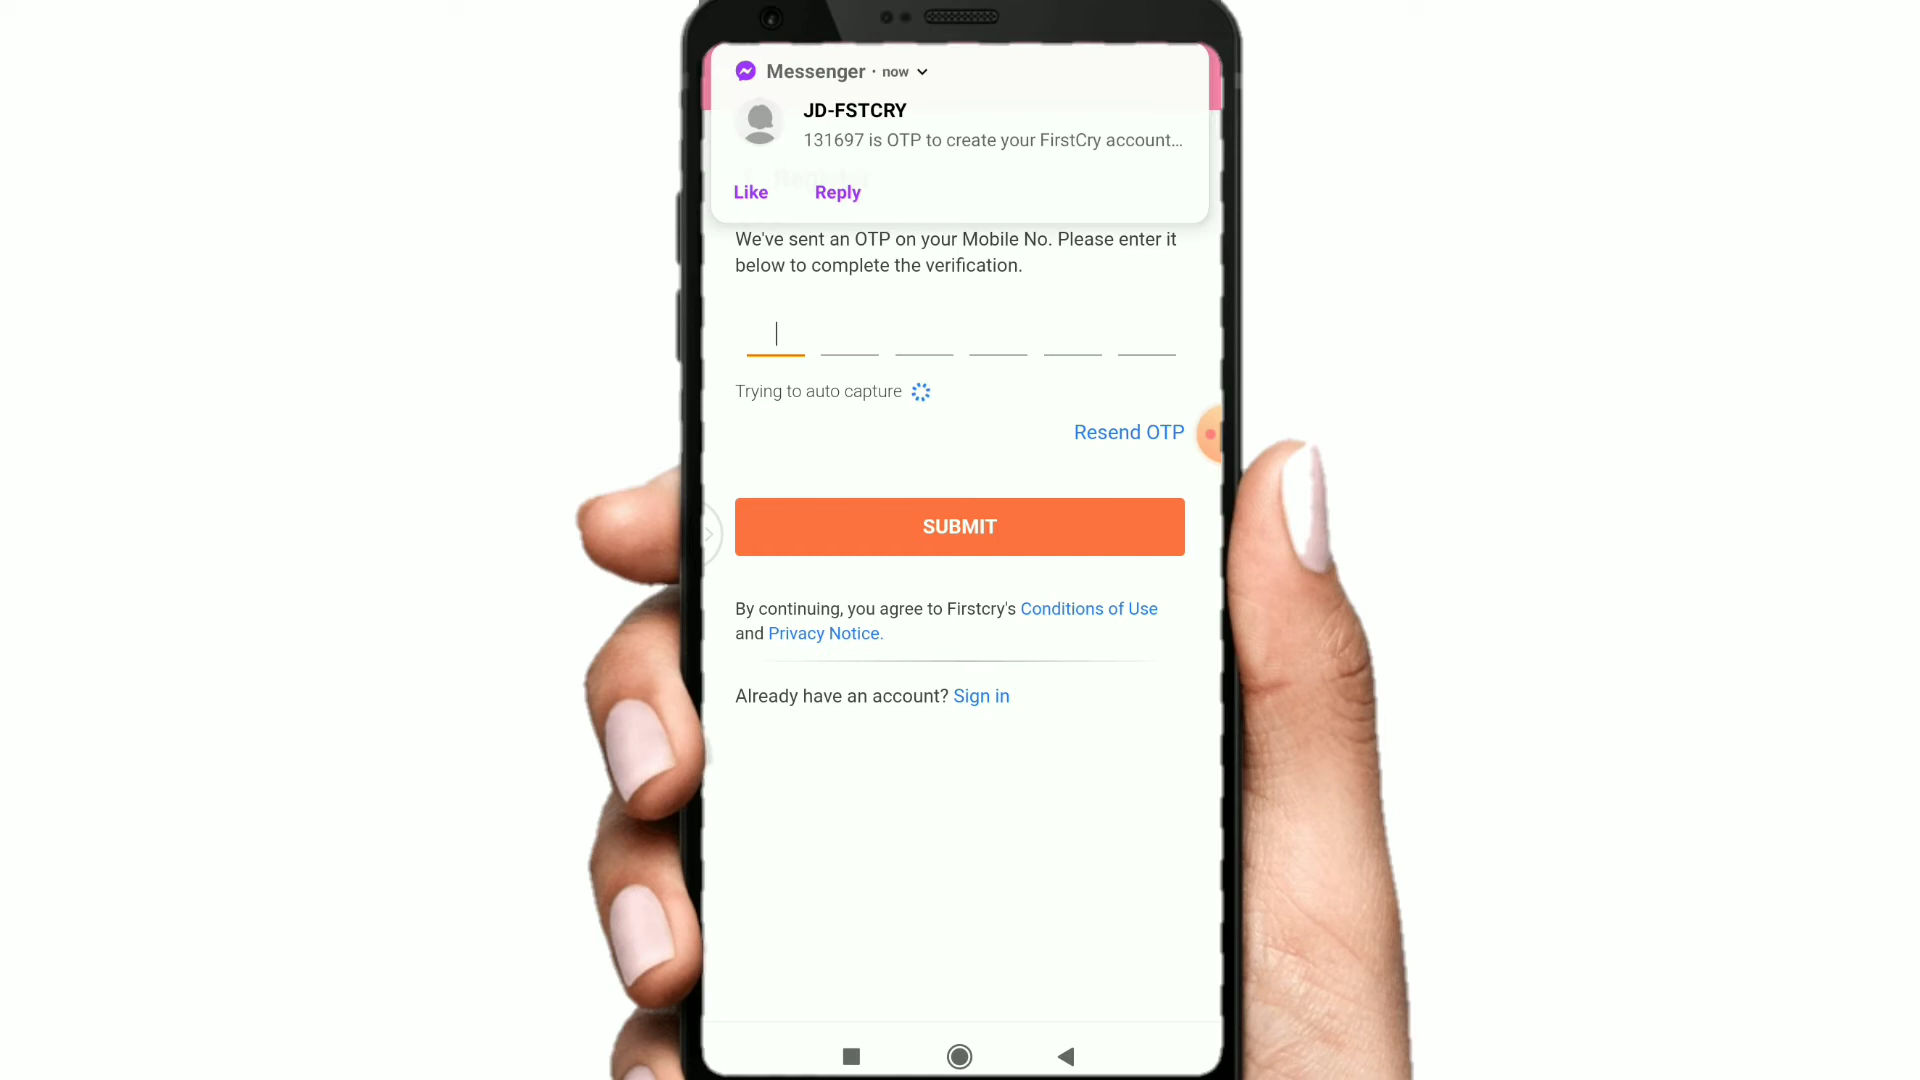 Messenger · now
JD-FSTCRY
131697 is OTP to create your FirstCry account...
Register
Like Reply
We've sent an OTP on your Mobile No. Please enter it
below to complete the verification.
Trying to auto capture
Resend OTP
SUBMIT
By continuing, you agree to Firstcry's Conditions of Use
and Privacy Notice.
Already have an account? Sign in